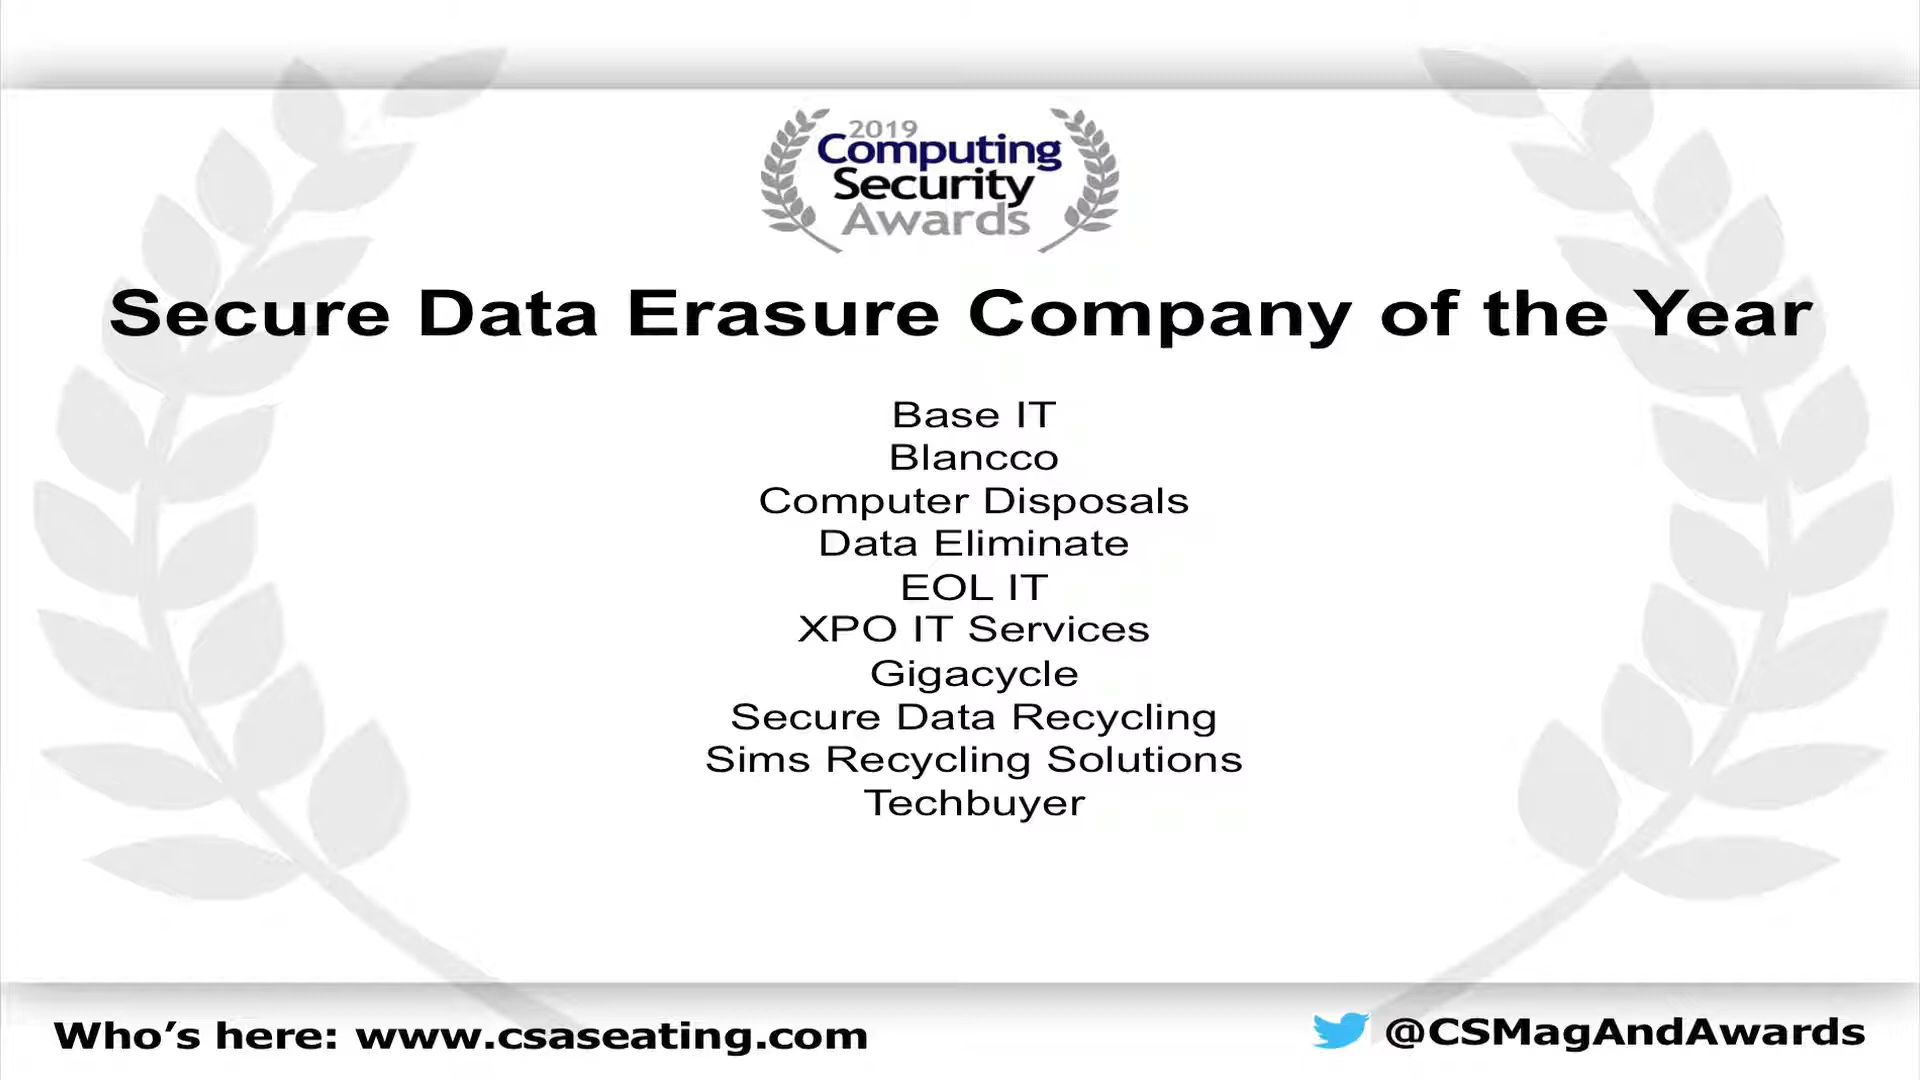 2019
Computing
Security
Awards
Secure Data Erasure Company of the Year
Base IT
Blancco
Computer Disposals
Data Eliminate
EOL IT
XPO IT Services
Gigacycle
Secure Data Recycling
Sims Recycling Solutions
Techbuyer
Who’s here: www.csaseating.com
@CSMagAndAwards